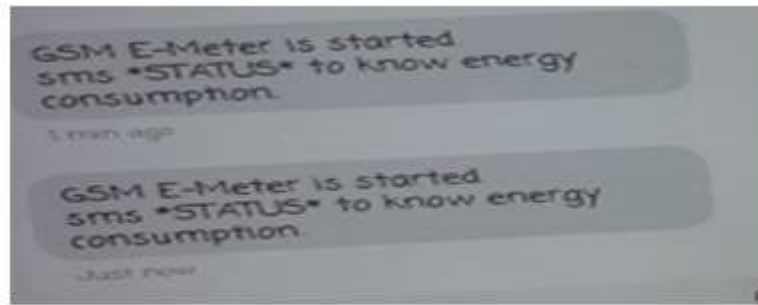 GSM E-Meter is started
sms *STATUS* to know energy
consumption.
1 min ago
GSM E-Meter is started
sms *STATUS* to know energy
consumption.
Just now